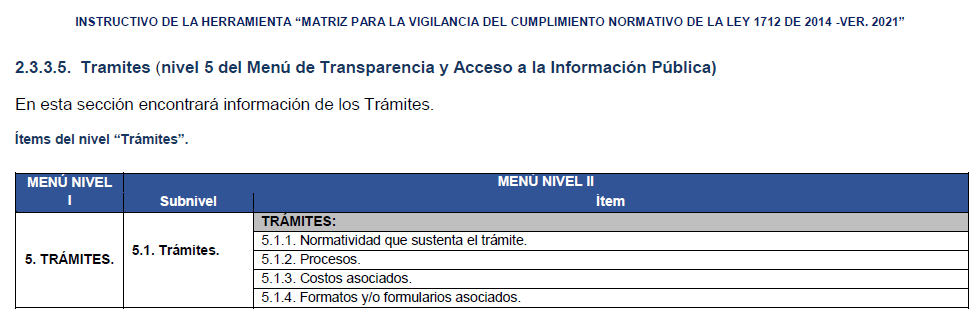 INSTRUCTIVO DE LA HERRAMIENTA “MATRIZ PARA LA VIGILANCIA DEL CUMPLIMIENTO NORMATIVO DE LA LEY 1712 DE 2014 -VER. 2021”
2.3.3.5. Tramites (nivel 5 del Menú de Transparencia y Acceso a la Información Pública)
En esta sección encontrará información de los Trámites.
Ítems del nivel “Trámites”.
MENÚ NIVEL I
MENÚ NIVEL II
Subnivel
Ítem
5. TRÁMITES.
5.1. Trámites.
TRÁMITES:
5.1.1. Normatividad que sustenta el trámite.
5.1.2. Procesos.
5.1.3. Costos asociados.
5.1.4. Formatos y/o formularios asociados.